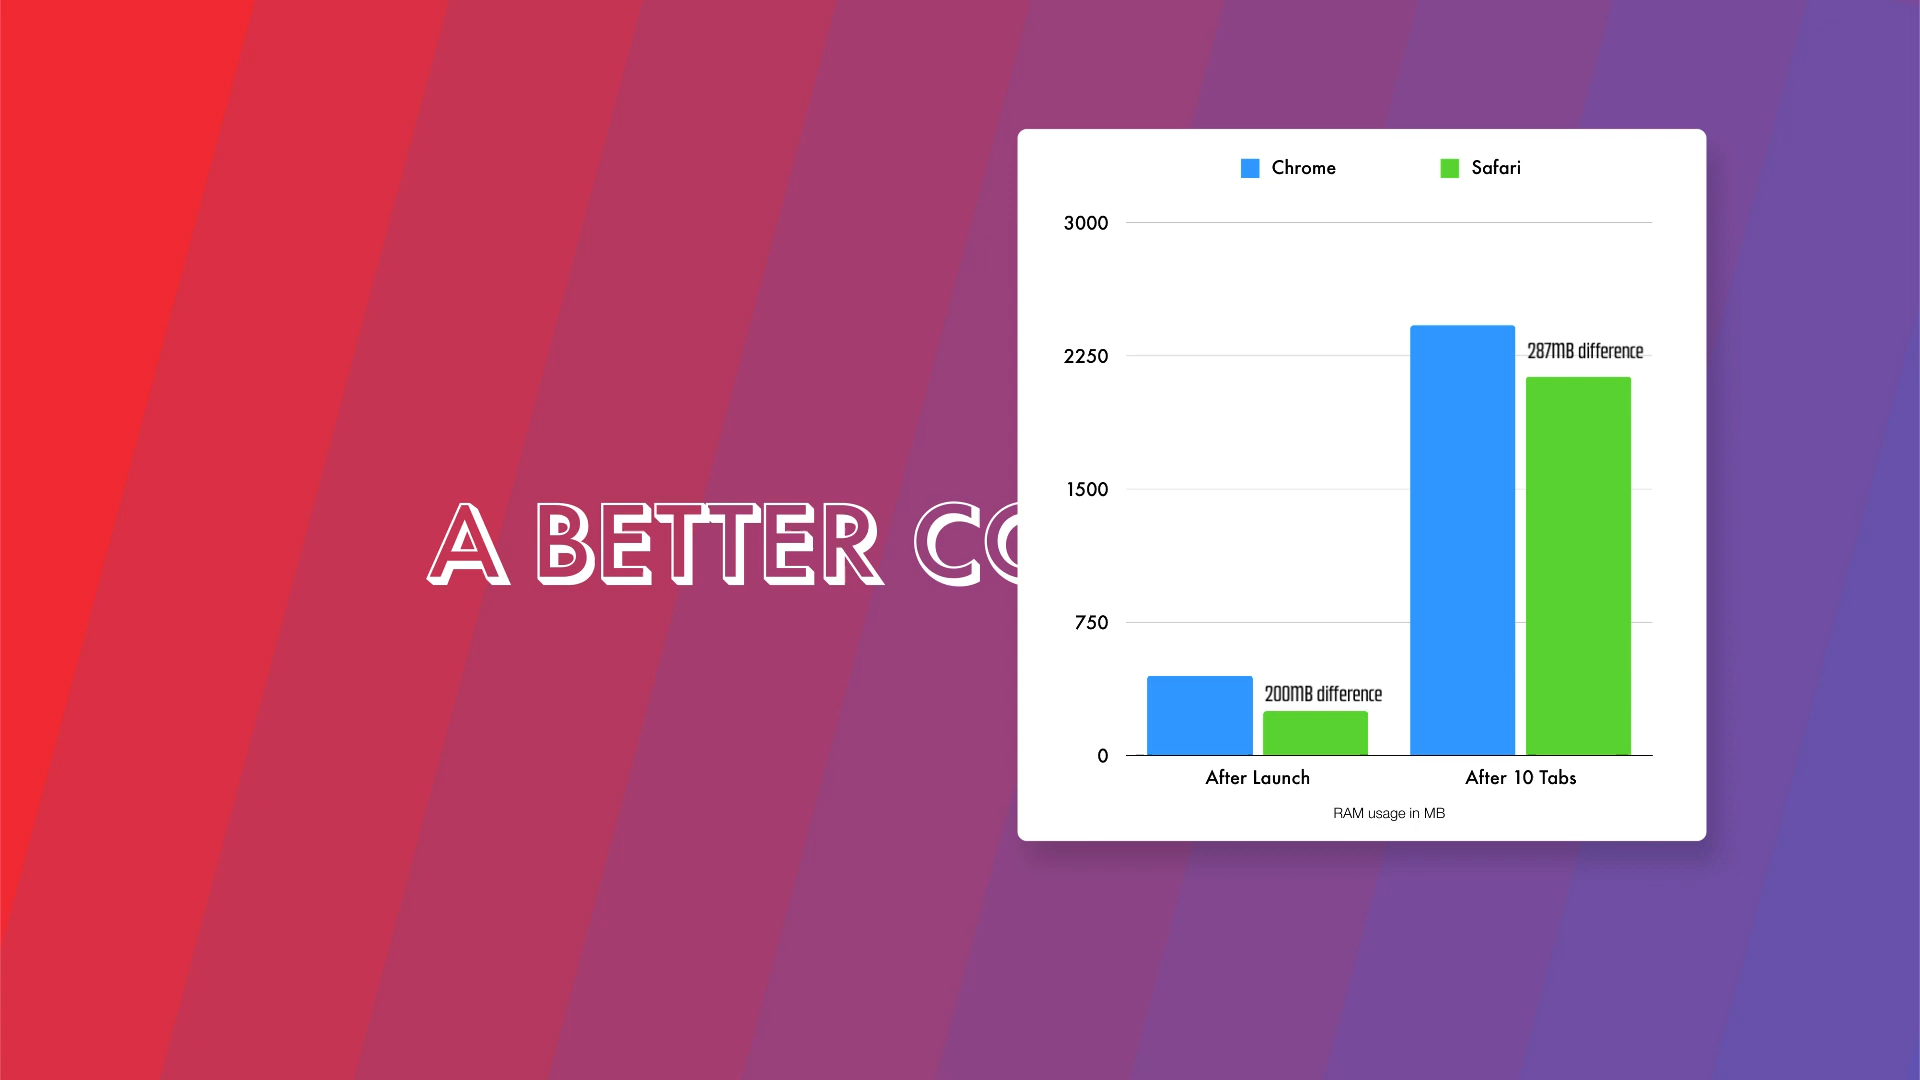 Chrome
Safari
3000
2250
287MB difference
1500
A BETTER CO
750
200MB difference
0
After Launch
After 10 Tabs
RAM usage in MB